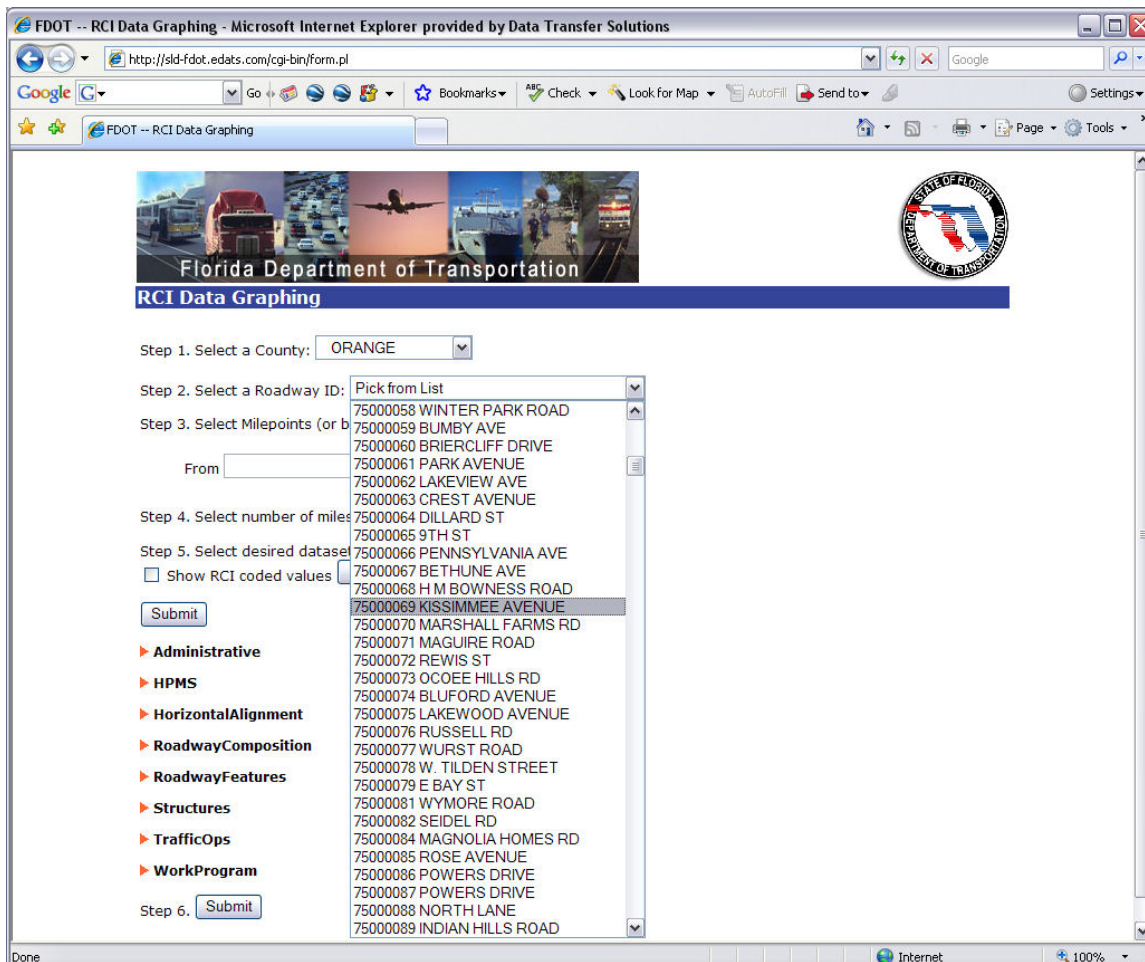 FDOT -- RCI Data Graphing - Microsoft Internet Explorer provided by Data Transfer Solutions
http://sld-fdot.edats.com/cgi-bin/form.pl
Google
Google G Go Bookmarks ABC Check Look for Map AutoFill Send to Settings
FDOT -- RCI Data Graphing
Page Tools
Florida Department of Transportation
STATE OF FLORIDA
DEPARTMENT OF TRANSPORTATION
RCI Data Graphing
Step 1. Select a County: ORANGE
Step 2. Select a Roadway ID: Pick from List
75000058 WINTER PARK ROAD
75000059 BUMBY AVE
75000060 BRIERCLIFF DRIVE
75000061 PARK AVENUE
75000062 LAKEVIEW AVE
75000063 CREST AVENUE
75000064 DILLARD ST
75000065 9TH ST
75000066 PENNSYLVANIA AVE
75000067 BETHUNE AVE
75000068 H M BOWNESS ROAD
75000069 KISSIMMEE AVENUE
75000070 MARSHALL FARMS RD
75000071 MAGUIRE ROAD
75000072 REWIS ST
75000073 OCOEE HILLS RD
75000074 BLUFORD AVENUE
75000075 LAKEWOOD AVENUE
75000076 RUSSELL RD
75000077 WURST ROAD
75000078 W. TILDEN STREET
75000079 E BAY ST
75000081 WYMORE ROAD
75000082 SEIDEL RD
75000084 MAGNOLIA HOMES RD
75000085 ROSE AVENUE
75000086 POWERS DRIVE
75000087 POWERS DRIVE
75000088 NORTH LANE
75000089 INDIAN HILLS ROAD
Step 3. Select Milepoints (or b
From
Step 4. Select number of miles
Step 5. Select desired dataset
Show RCI coded values
Submit
Administrative
HPMS
HorizontalAlignment
RoadwayComposition
RoadwayFeatures
Structures
TrafficOps
WorkProgram
Step 6. Submit
Done
Internet
100%